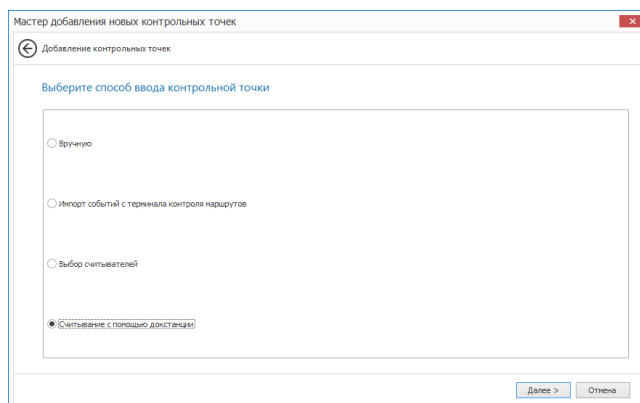 Мастер добавления новых контрольных точек
Добавление контрольных точек
Выберите способ ввода контрольной точки
Вручную
Импорт событий с терминала контроля маршрутов
Выбор считывателей
Считывание с помощью докстанции
Далее >
Отмена